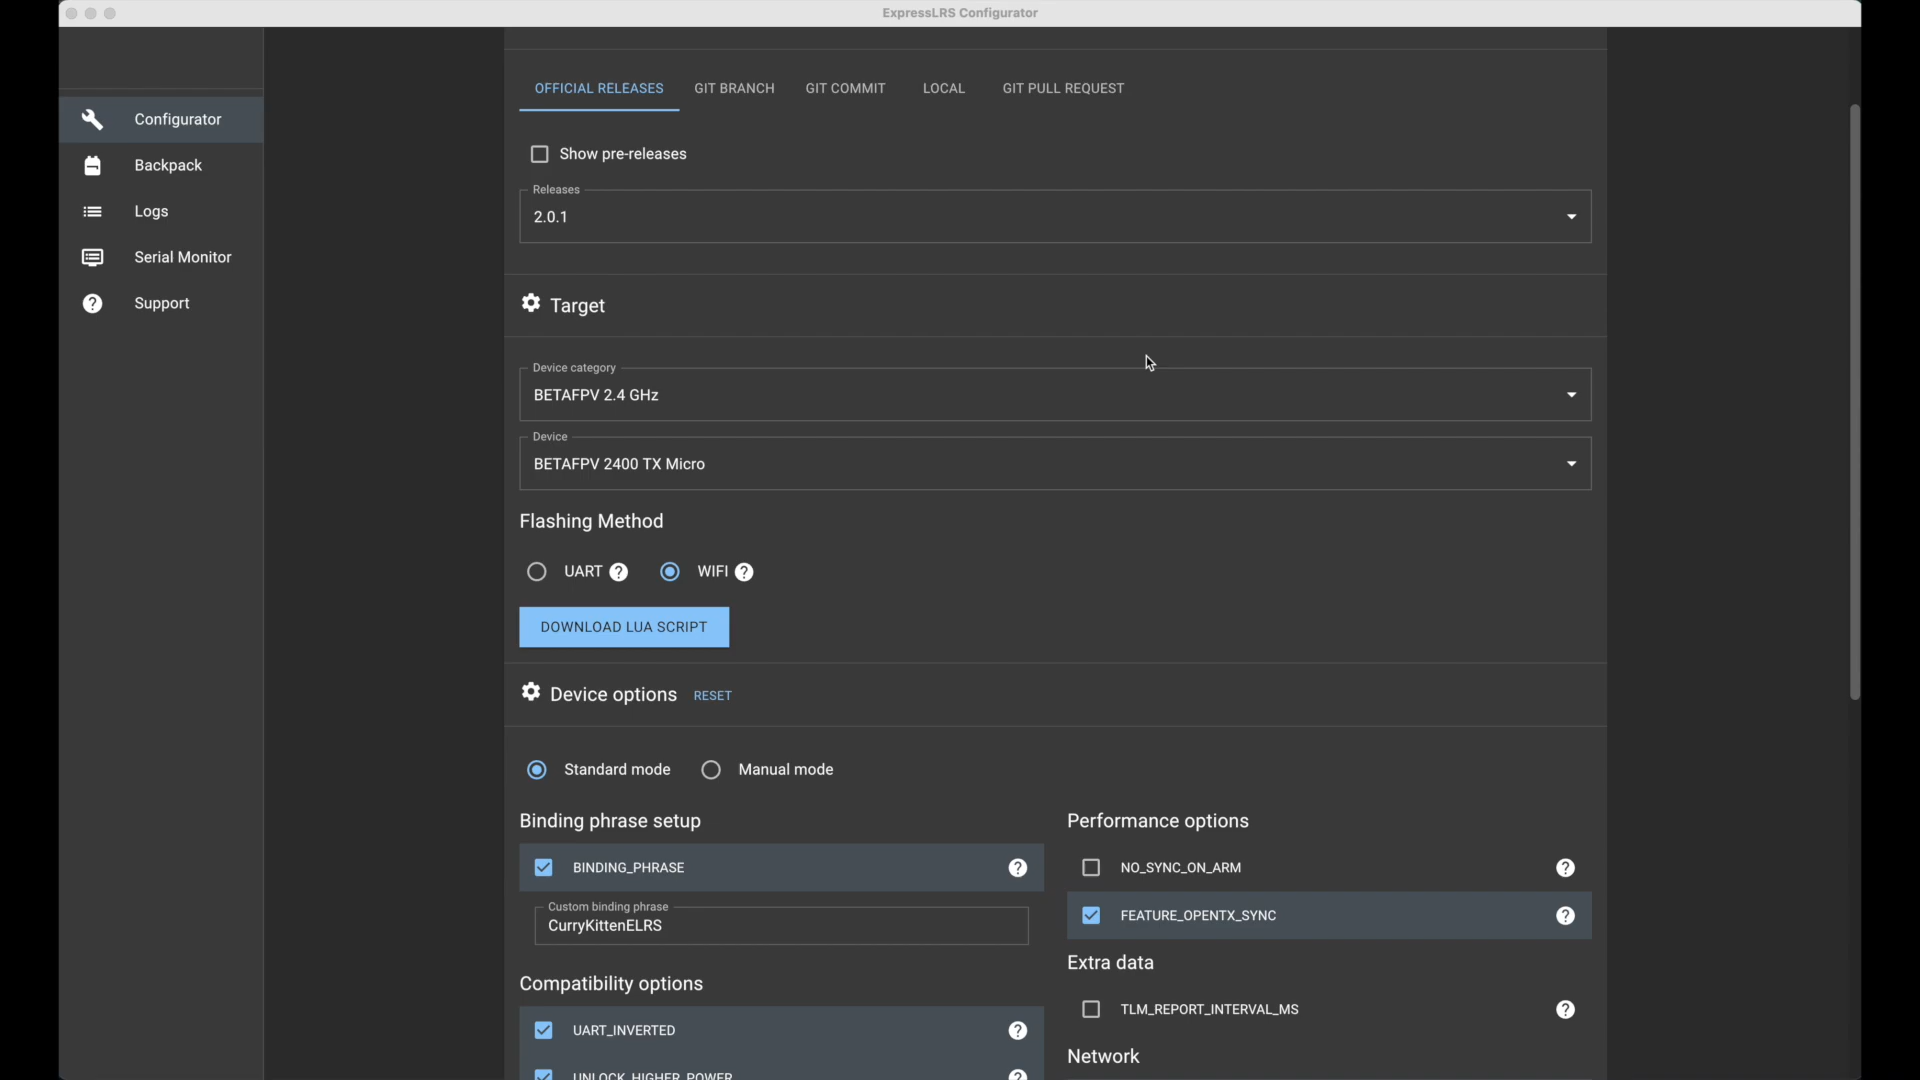 ExpressLRS Configurator
Configurator
Backpack
Logs
Serial Monitor
Support
OFFICIAL RELEASES GIT BRANCH GIT COMMIT LOCAL GIT PULL REQUEST
Show pre-releases
Releases
2.0.1
Target
Device category
BETAFPV 2.4 GHz
Device
BETAFPV 2400 TX Micro
Flashing Method
UART ? WIFI ?
DOWNLOAD LUA SCRIPT
Device options RESET
Standard mode Manual mode
Binding phrase setup
BINDING_PHRASE ?
Custom binding phrase
CurryKittenELRS
Compatibility options
UART_INVERTED ?
UNLOCK_HIGHER_POWER ?
Performance options
NO_SYNC_ON_ARM ?
FEATURE_OPENTX_SYNC ?
Extra data
TLM_REPORT_INTERVAL_MS ?
Network